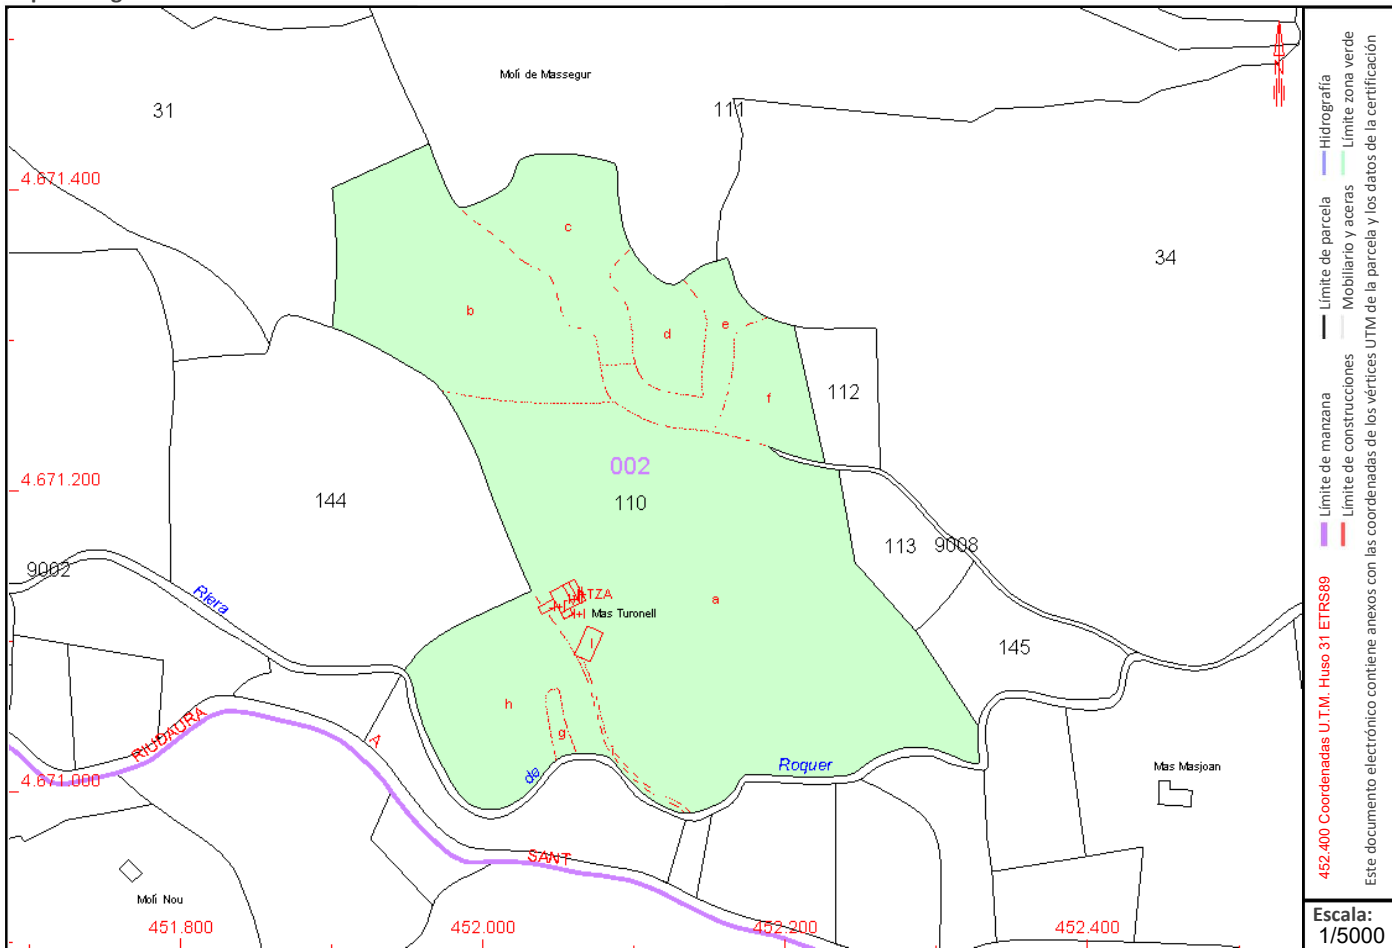 Molí de Massegur
31
111
N
4.671.400
c
34
b
d
e
112
f
002
4.671.200
144
110
113
9008
9002
Riera
TZA
I+I
Mas Turonell
I
a
145
h
g
i
RIUDAURA
A
de
Roquer
Mas Masjoan
4.671.000
SANT
Molí Nou
451.800
452.000
452.200
452.400
452.400 Coordenadas U.T.M. Huso 31 ETRS89
Límite de manzana
Límite de parcela
Hidrografía
Límite de construcciones
Mobiliario y aceras
Límite zona verde
Este documento electrónico contiene anexos con las coordenadas de los vértices UTM de la parcela y los datos de la certificación
Escala:
1/5000